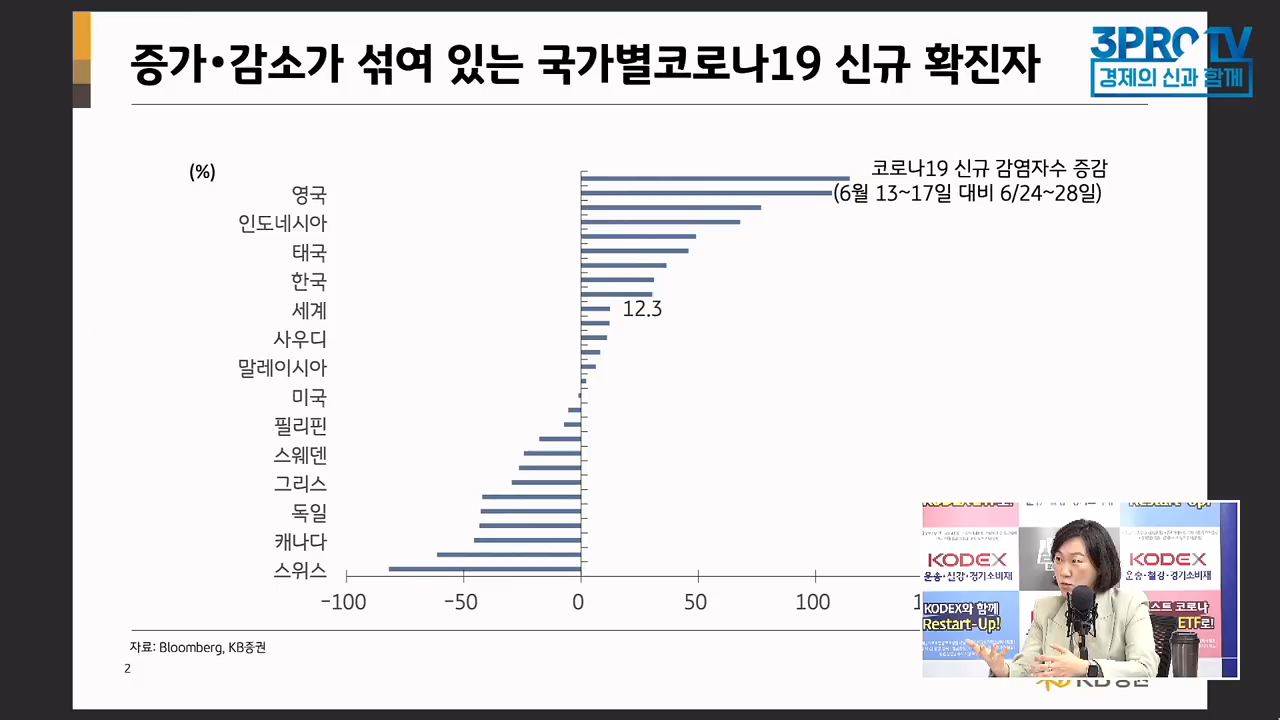 증가•감소가 섞여 있는 국가별코로나19 신규 확진자
3PRO TV
경제의 신과 함께
(%)
코로나19 신규 감염자수 증감
(6월 13~17일 대비 6/24~28일)
영국
인도네시아
태국
한국
세계
12.3
사우디
말레이시아
미국
필리핀
스웨덴
그리스
독일
캐나다
스위스
-100
-50
0
50
100
자료: Bloomberg, KB증권
2
Restart-Up!
KODEX
운송·철강·경기소비재
KODEX
운송·철강·경기소비재
KODEX와 함께
Restart-Up!
코로나
ETF로!